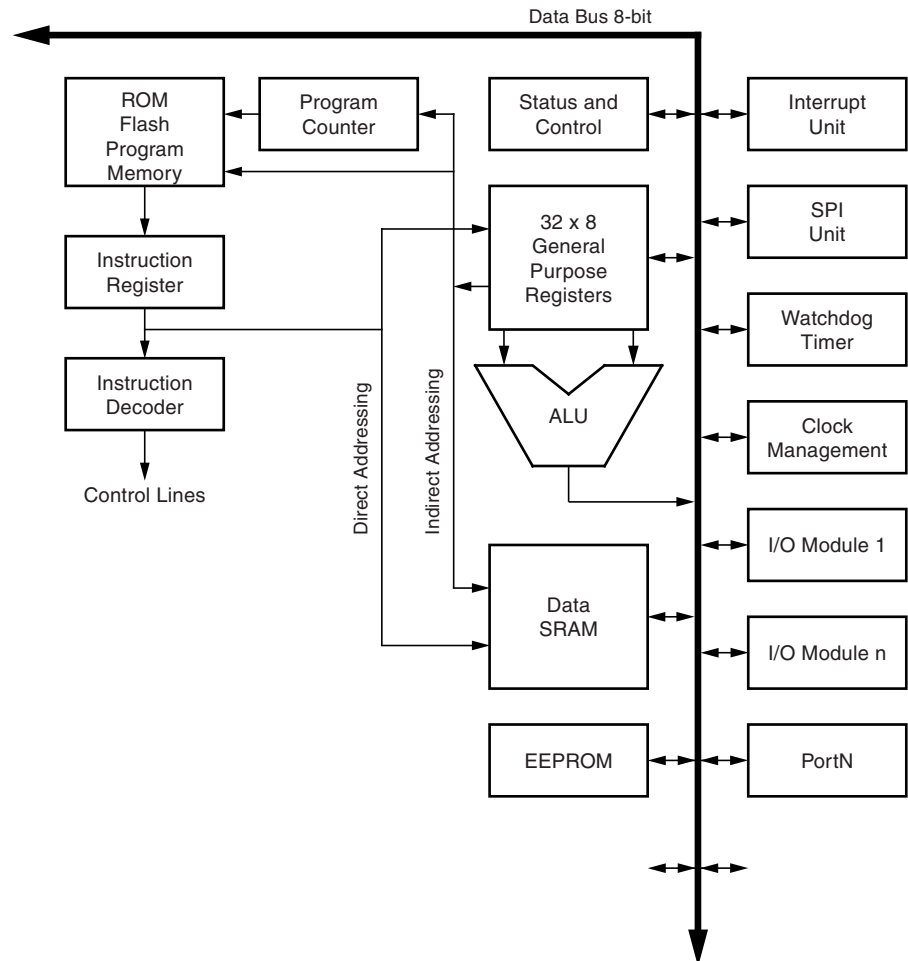 Data Bus 8-bit
ROM
Flash
Program
Memory
Program
Counter
Status and
Control
Interrupt
Unit
32 x 8
General
Purpose
Registers
SPI
Unit
Instruction
Register
Watchdog
Timer
Instruction
Decoder
ALU
Clock
Management
Control Lines
Direct Addressing
Indirect Addressing
I/O Module 1
Data
SRAM
I/O Module n
EEPROM
PortN